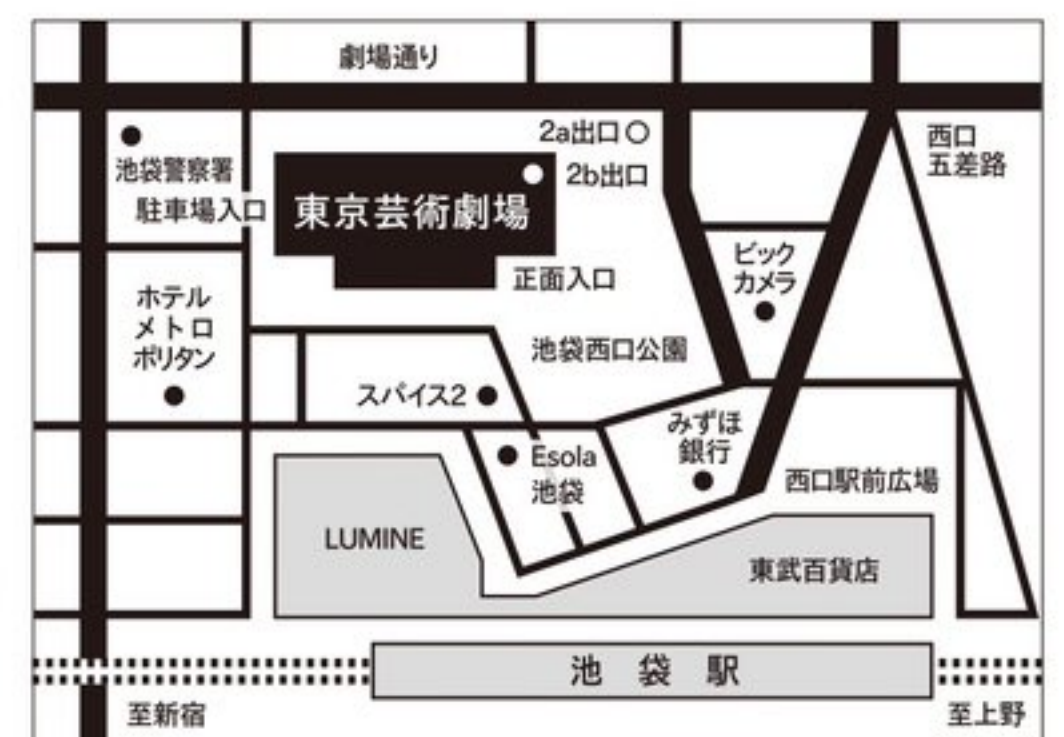 劇場通り
2a出口
西口
五差路
池袋警察署
2b出口
駐車場入口
東京芸術劇場
ビック
カメラ
正面入口
ホテル
メトロ
ポリタン
池袋西口公園
スパイス2
みずほ
銀行
Esola
池袋
西口駅前広場
LUMINE
東武百貨店
池袋駅
至新宿
至上野